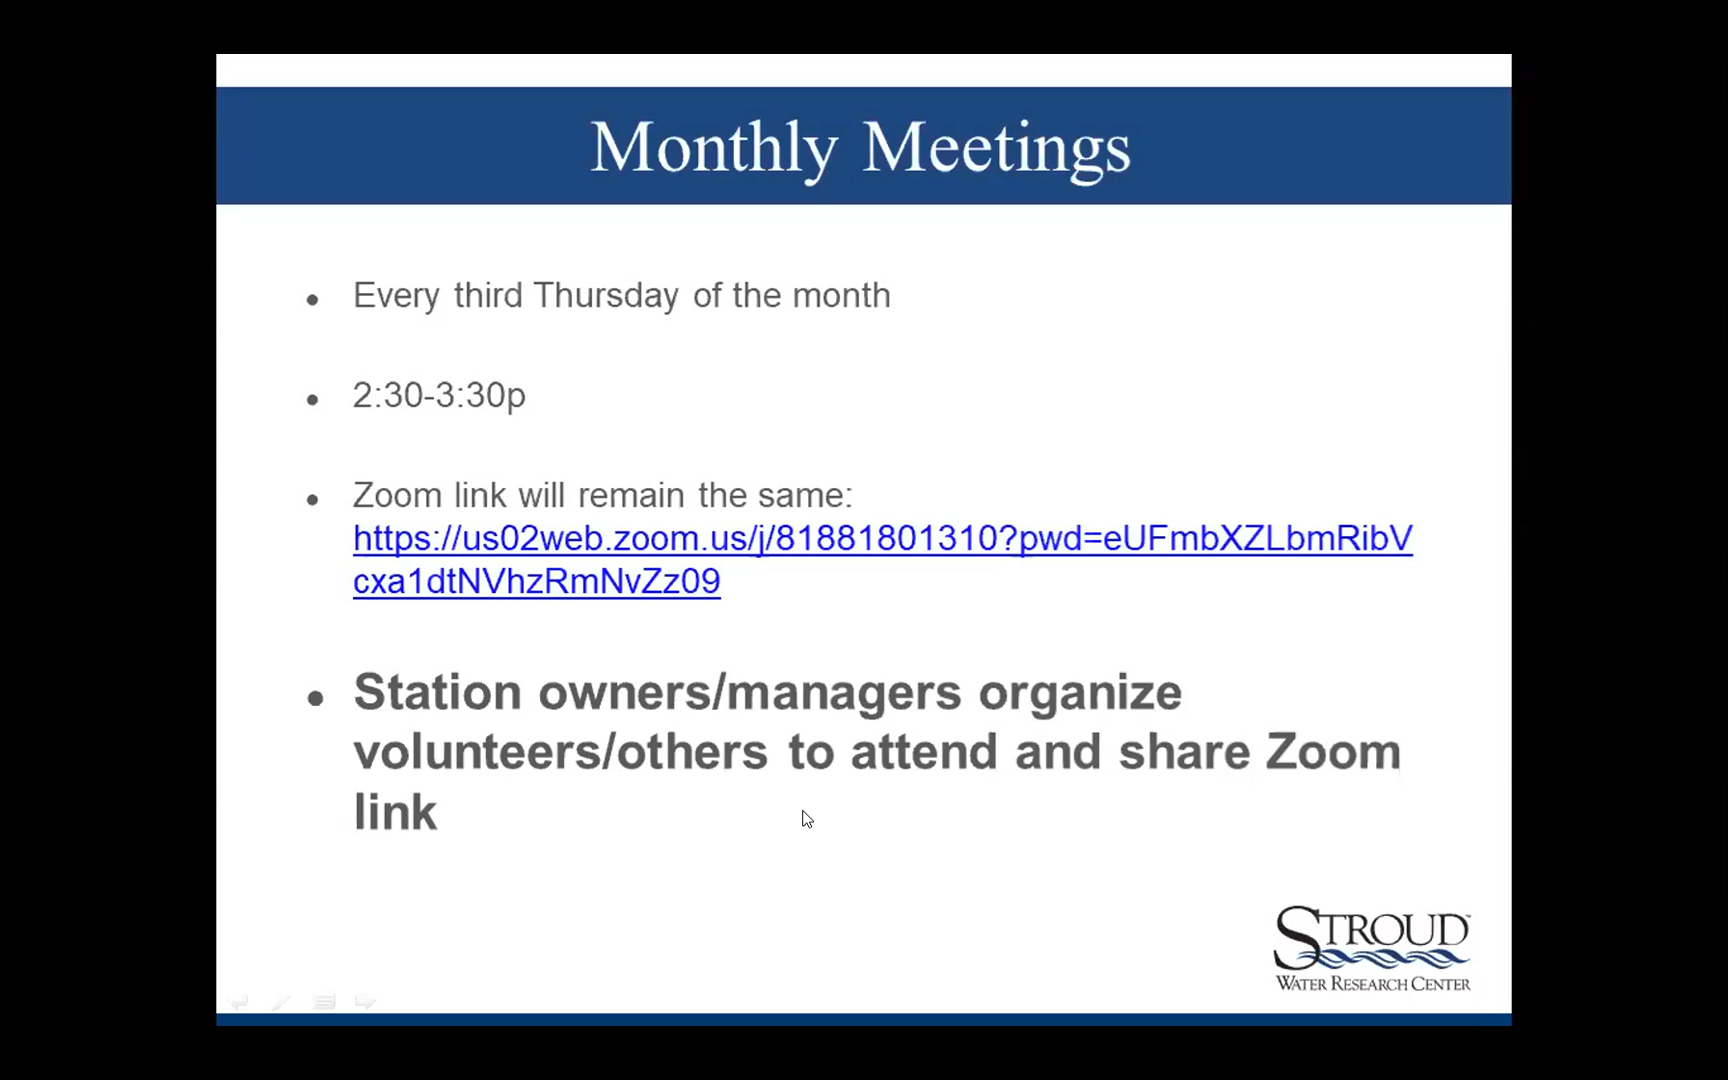 Monthly Meetings
• Every third Thursday of the month
• 2:30-3:30p
• Zoom link will remain the same:
https://us02web.zoom.us/j/81881801310?pwd=eUFmbXZLbmRibV
cxa1dtNVhzRmNvZz09
• Station owners/managers organize
volunteers/others to attend and share Zoom
link
STROUD™
WATER RESEARCH CENTER